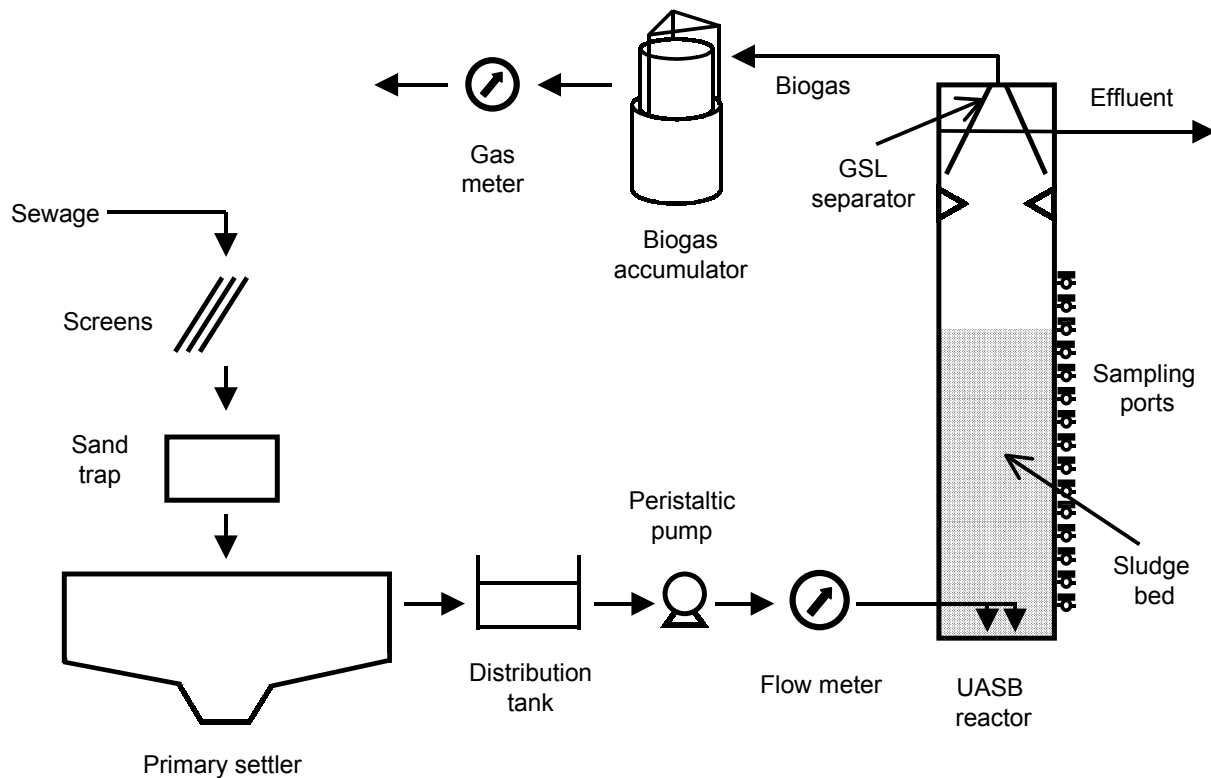 Biogas
Effluent
Gas
meter
GSL
separator
Sewage
Biogas
accumulator
Screens
Sampling
ports
Sand
trap
Peristaltic
pump
Sludge
bed
Distribution
tank
Flow meter
UASB
reactor
Primary settler